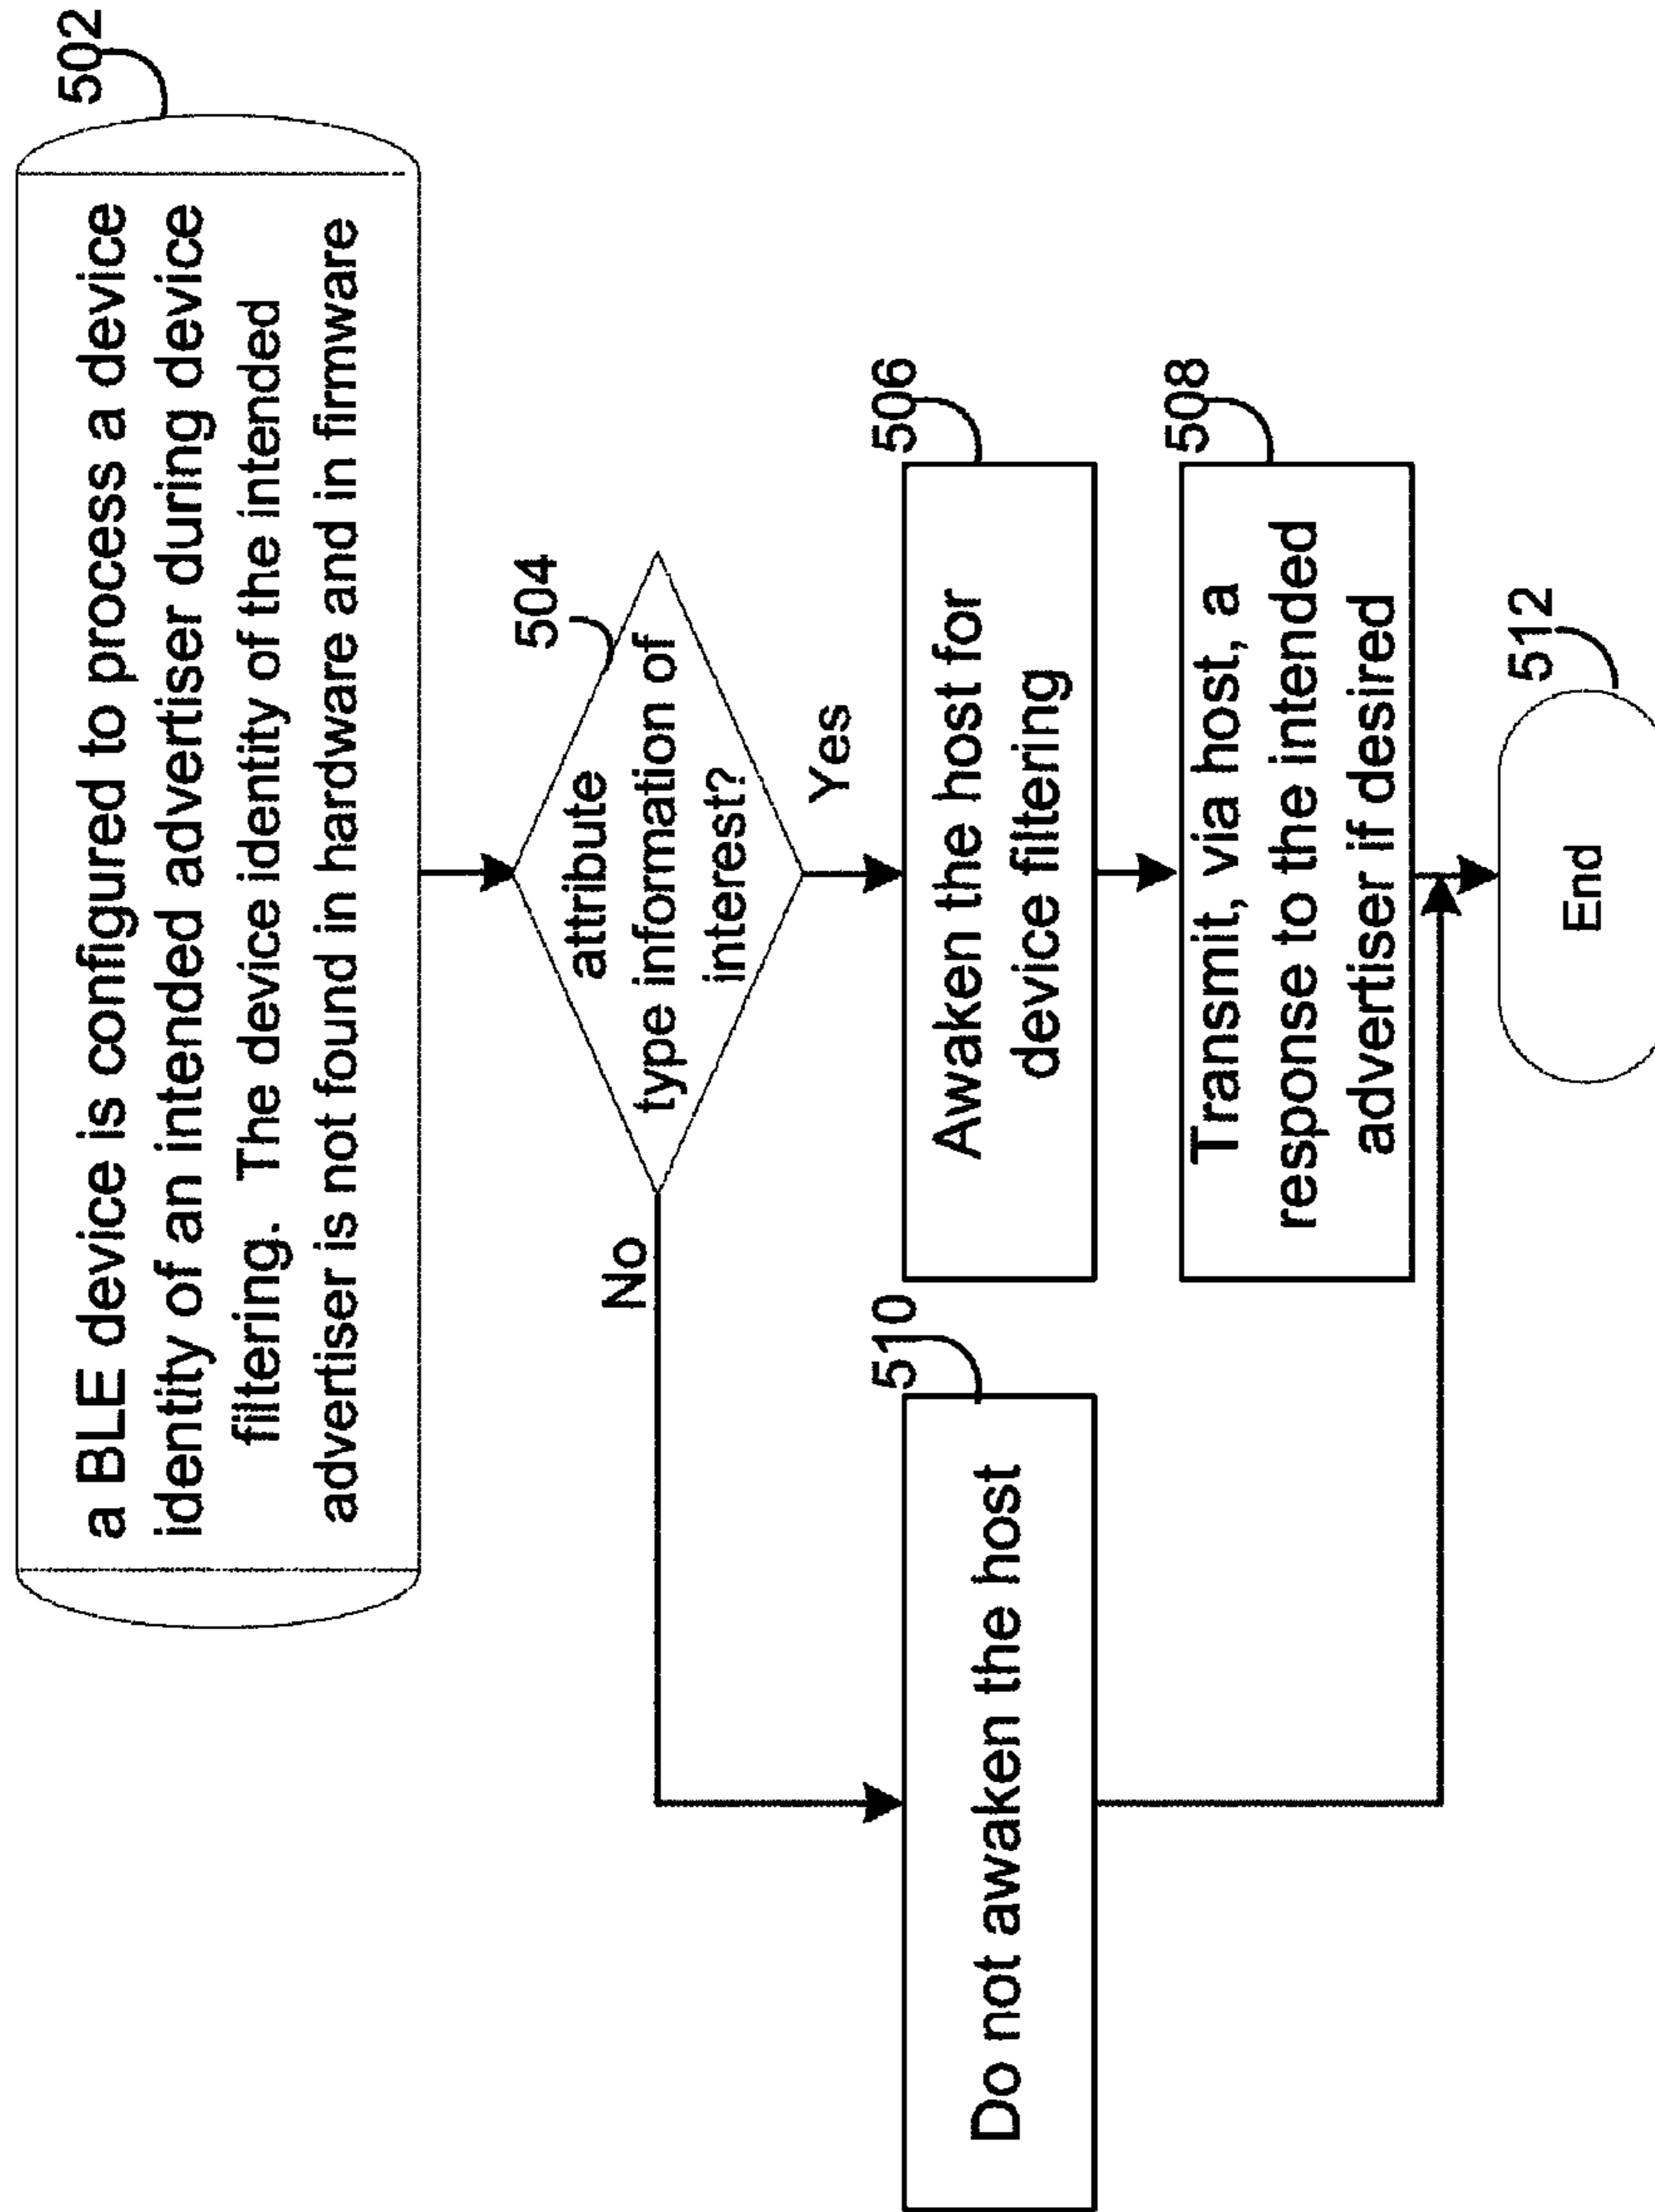 502
a BLE device is configured to process a device
identity of an intended advertiser during device
filtering. The device identity of the intended
advertiser is not found in hardware and in firmware
504
attribute
type information of
interest?
No
Yes
506
Awaken the host for
device filtering
510
Do not awaken the host
508
Transmit, via host, a
response to the intended
advertiser if desired
512
End